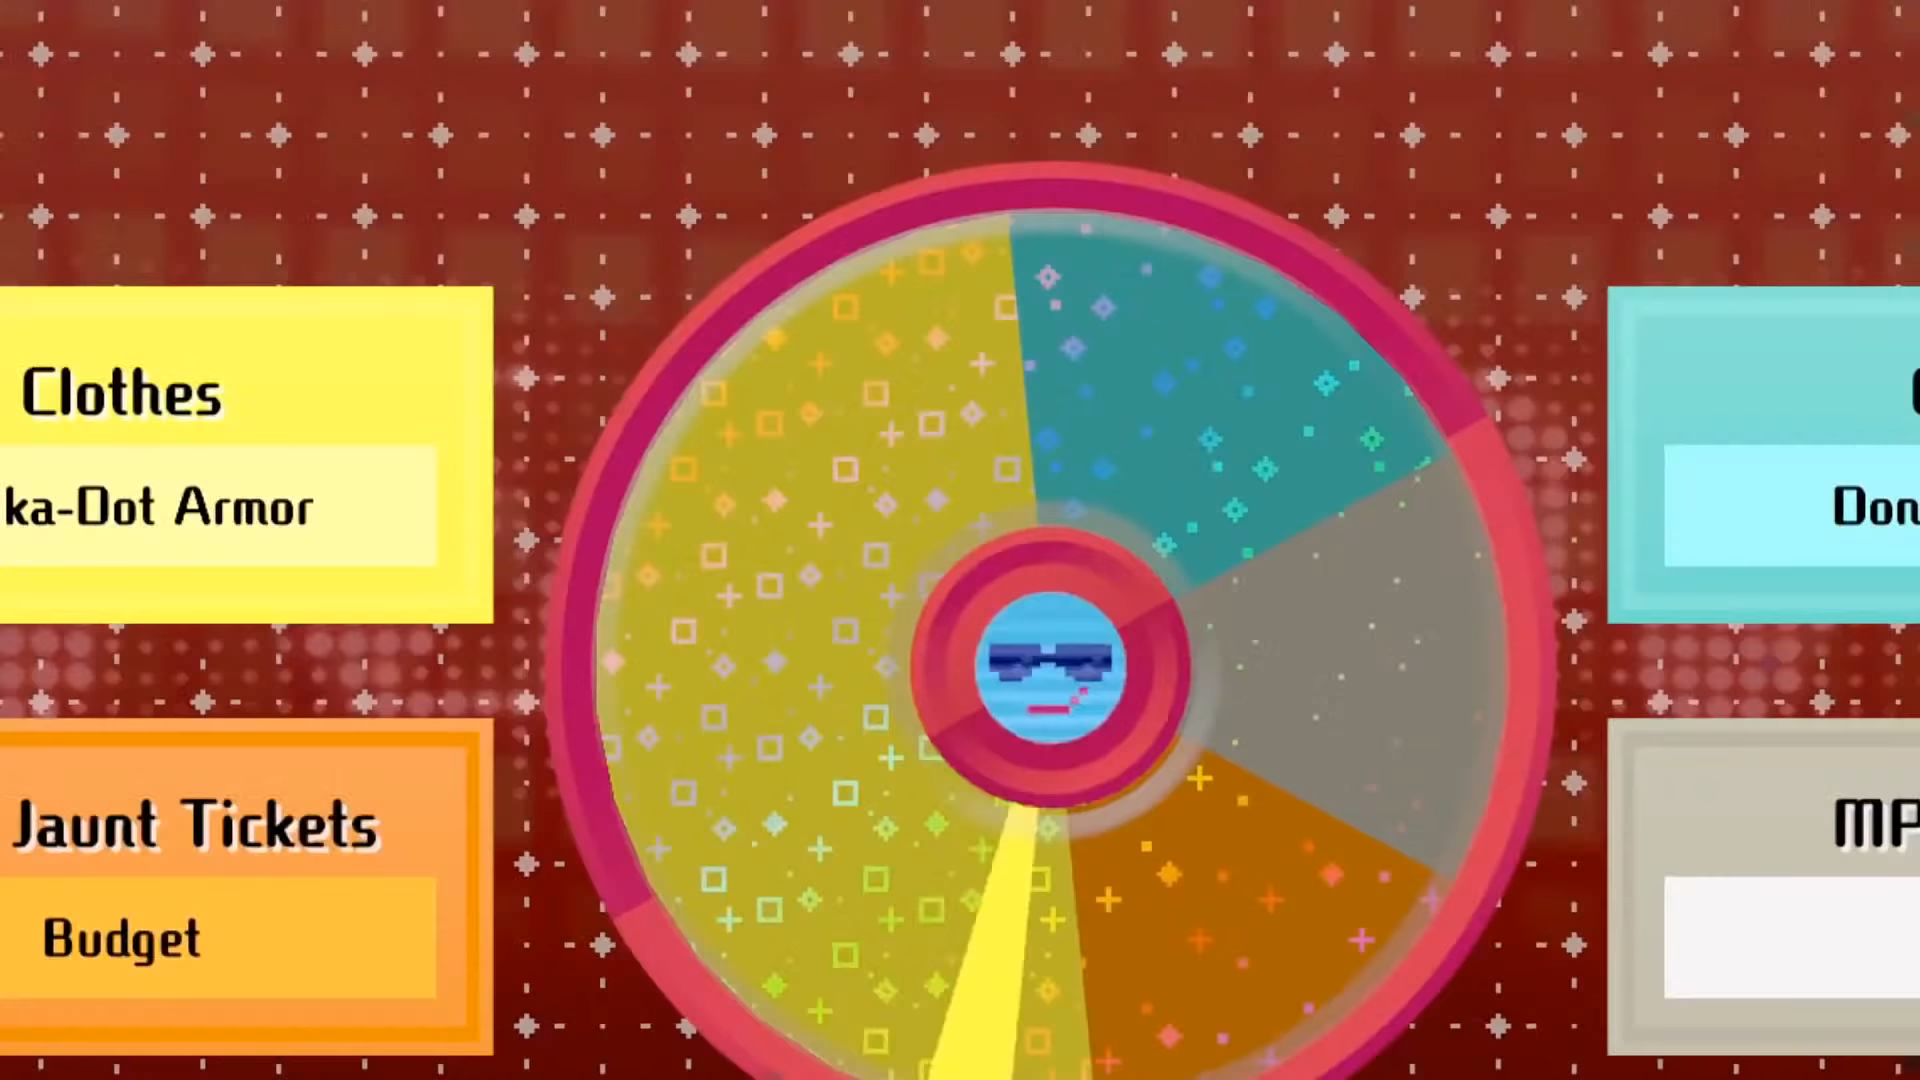 Clothes
ka-Dot Armor
Jaunt Tickets
Budget
Don
MP